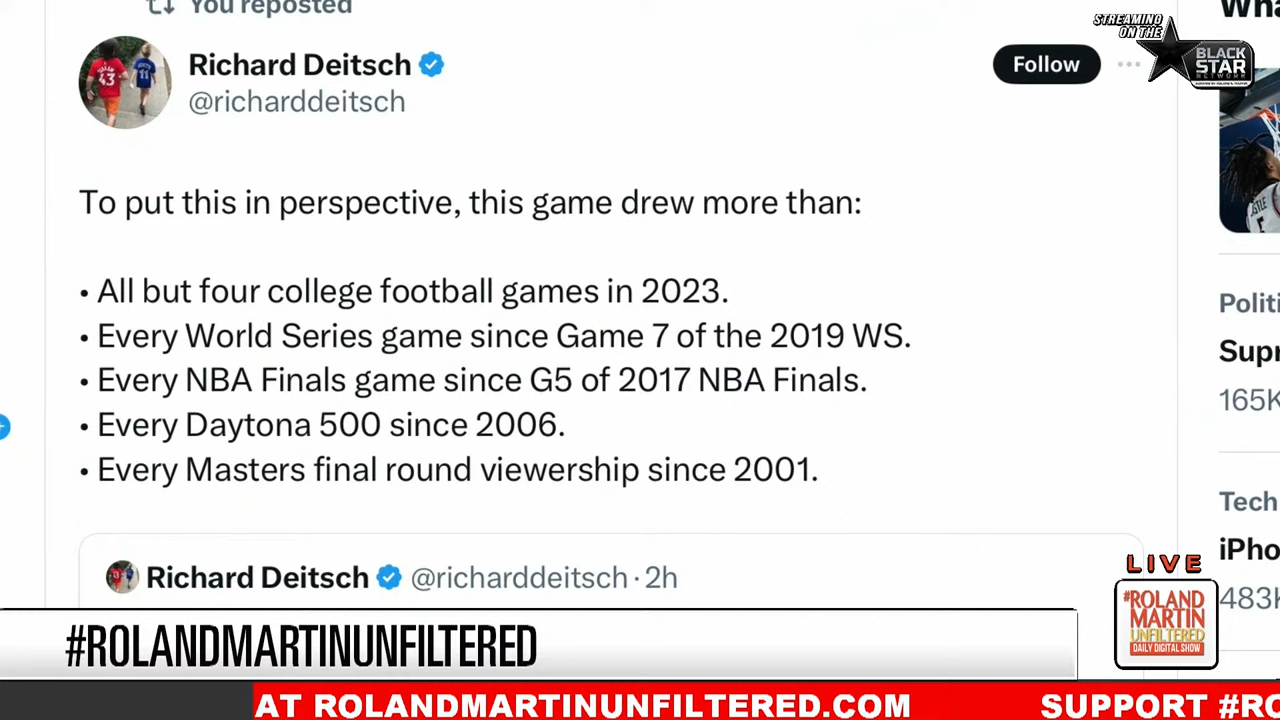 You reposted
Richard Deitsch
@richarddeitsch
Follow
STREAMING
ON THE
BLACK
STAR
NETWORK
To put this in perspective, this game drew more than:
• All but four college football games in 2023.
• Every World Series game since Game 7 of the 2019 WS.
• Every NBA Finals game since G5 of 2017 NBA Finals.
• Every Daytona 500 since 2006.
• Every Masters final round viewership since 2001.
Richard Deitsch @richarddeitsch · 2h
Wha
Politi
Supr
165K
Tech
iPho
483K
LIVE
#ROLAND
MARTIN
UNFILTERED
DAILY DIGITAL SHOW
#ROLANDMARTINUNFILTERED
AT ROLANDMARTINUNFILTERED.COM SUPPORT #RO